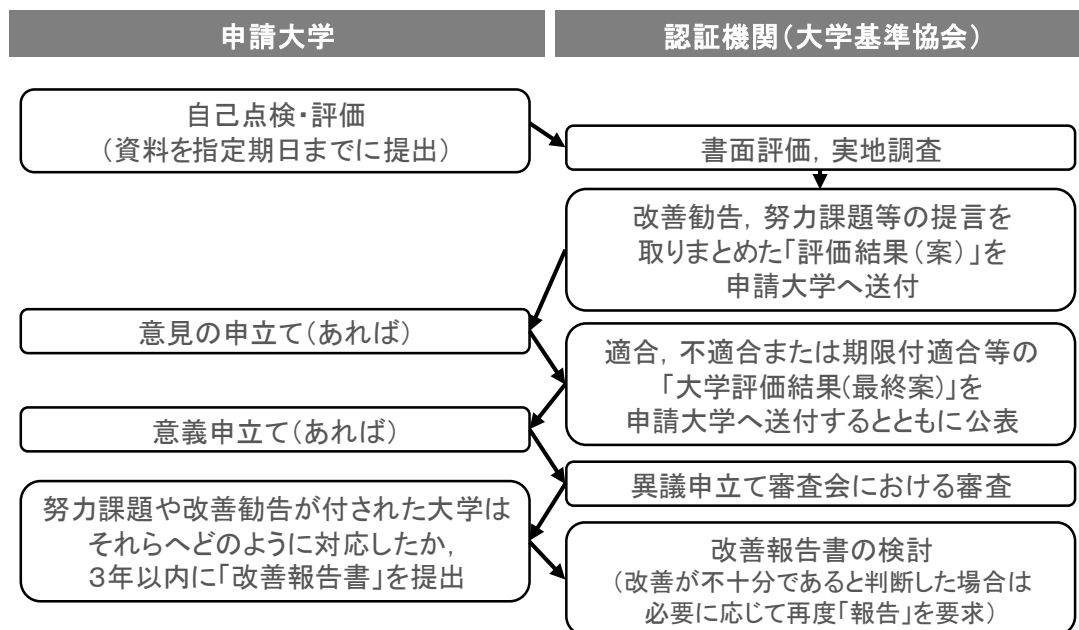 申請大学
認証機関(大学基準協会)
自己点検・評価
(資料を指定期日までに提出)
書面評価，実地調査
改善勧告，努力課題等の提言を
取りまとめた「評価結果(案)」を
申請大学へ送付
意見の申立て(あれば)
適合，不適合または期限付適合等の
「大学評価結果(最終案)」を
申請大学へ送付するとともに公表
意義申立て(あれば)
異議申立て審査会における審査
努力課題や改善勧告が付された大学は
それらへどのように対応したか，
３年以内に「改善報告書」を提出
改善報告書の検討
(改善が不十分であると判断した場合は
必要に応じて再度「報告」を要求)